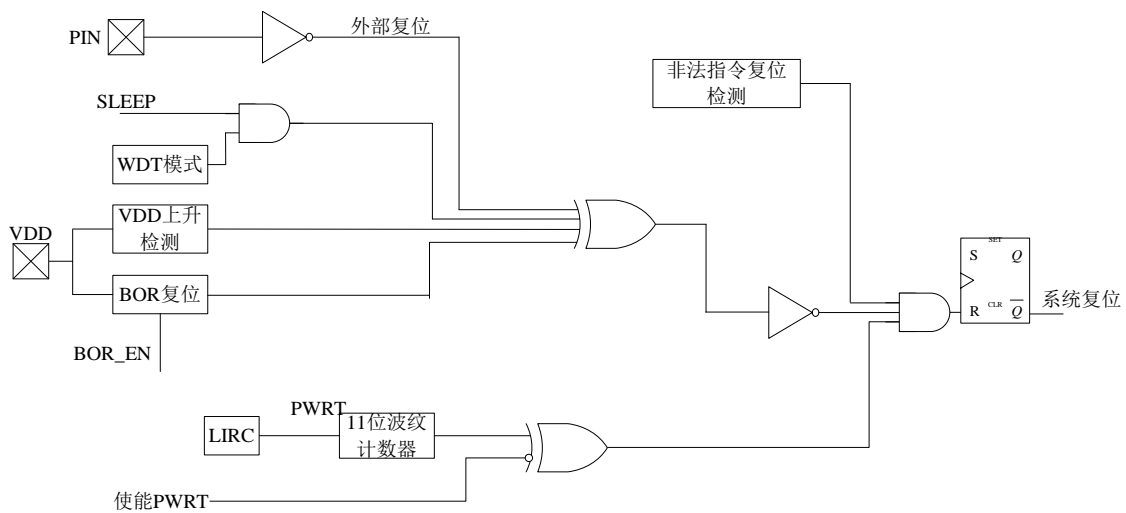 PIN
外部复位
非法指令复位
检测
SLEEP
WDT模式
VDD
VDD上升
检测
BOR复位
BOR_EN
SET
S Q
CLR
R Q
系统复位
PWRT
LIRC
11位波纹
计数器
使能PWRT